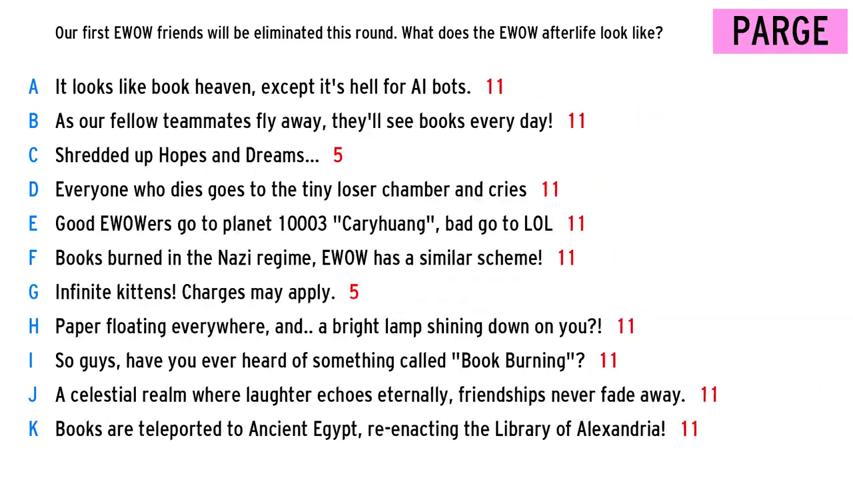 Our first EWOW friends will be eliminated this round. What does the EWOW afterlife look like?
PARGE
A It looks like book heaven, except it's hell for AI bots. 11
B As our fellow teammates fly away, they'll see books every day! 11
C Shredded up Hopes and Dreams... 5
D Everyone who dies goes to the tiny loser chamber and cries 11
E Good EWOWers go to planet 10003 "Caryhuang", bad go to LOL 11
F Books burned in the Nazi regime, EWOW has a similar scheme! 11
G Infinite kittens! Charges may apply. 5
H Paper floating everywhere, and.. a bright lamp shining down on you?! 11
I So guys, have you ever heard of something called "Book Burning"? 11
J A celestial realm where laughter echoes eternally, friendships never fade away. 11
K Books are teleported to Ancient Egypt, re-enacting the Library of Alexandria! 11